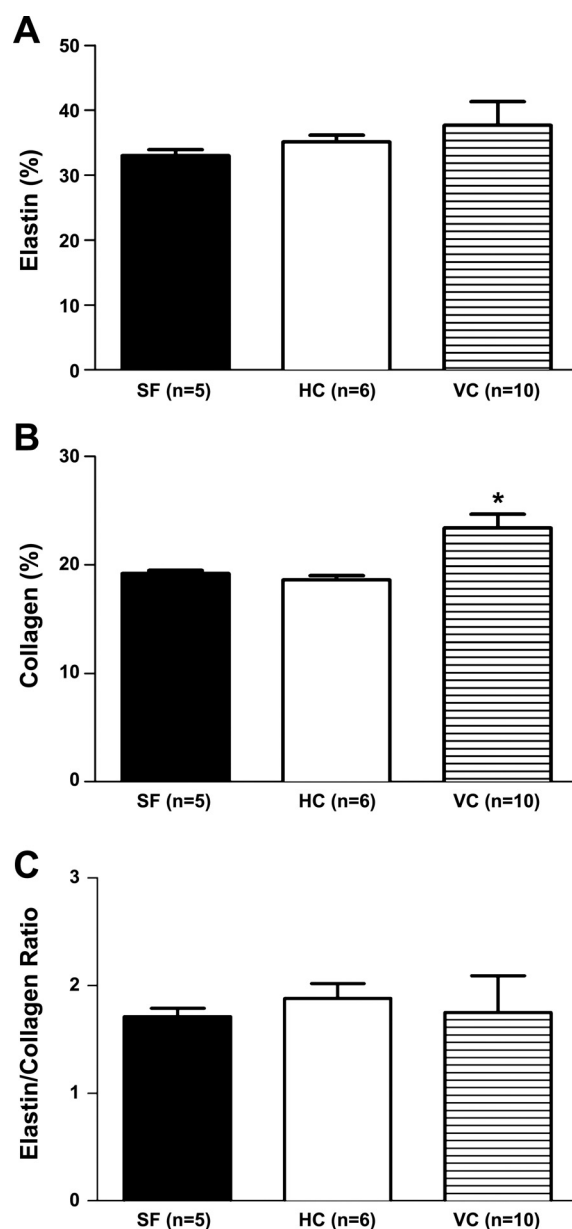 A
50
40
30
20
10
0
Elastin (%)
SF (n=5) HC (n=6) VC (n=10)
B
30
20
10
0
Collagen (%)
*
SF (n=5) HC (n=6) VC (n=10)
C
3
2
1
0
Elastin/Collagen Ratio
SF (n=5) HC (n=6) VC (n=10)